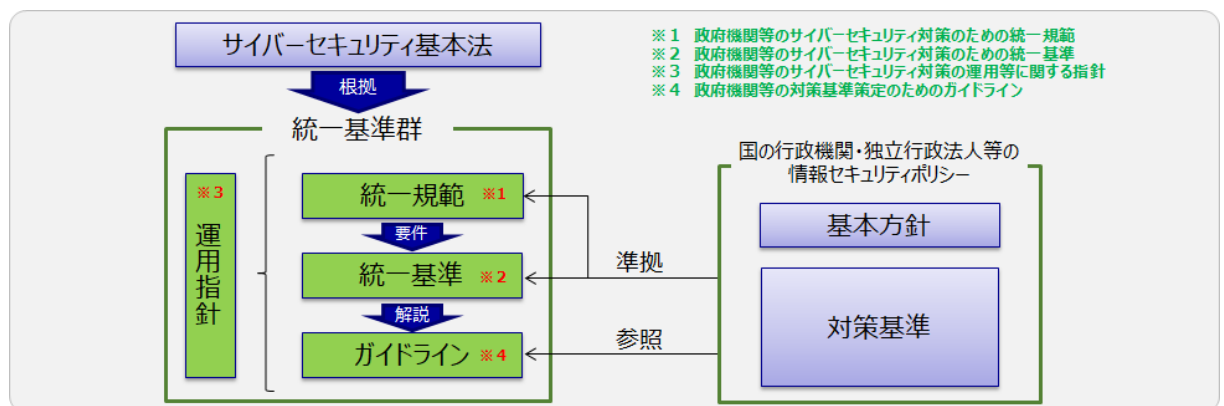 サイバーセキュリティ基本法
※1 政府機関等のサイバーセキュリティ対策のための統一規範
※2 政府機関等のサイバーセキュリティ対策のための統一基準
※3 政府機関等のサイバーセキュリティ対策の運用等に関する指針
※4 政府機関等の対策基準策定のためのガイドライン
根拠
統一基準群
※3
運用指針
統一規範 ※1
要件
統一基準 ※2
解説
ガイドライン ※4
準拠
参照
国の行政機関・独立行政法人等の
情報セキュリティポリシー
基本方針
対策基準